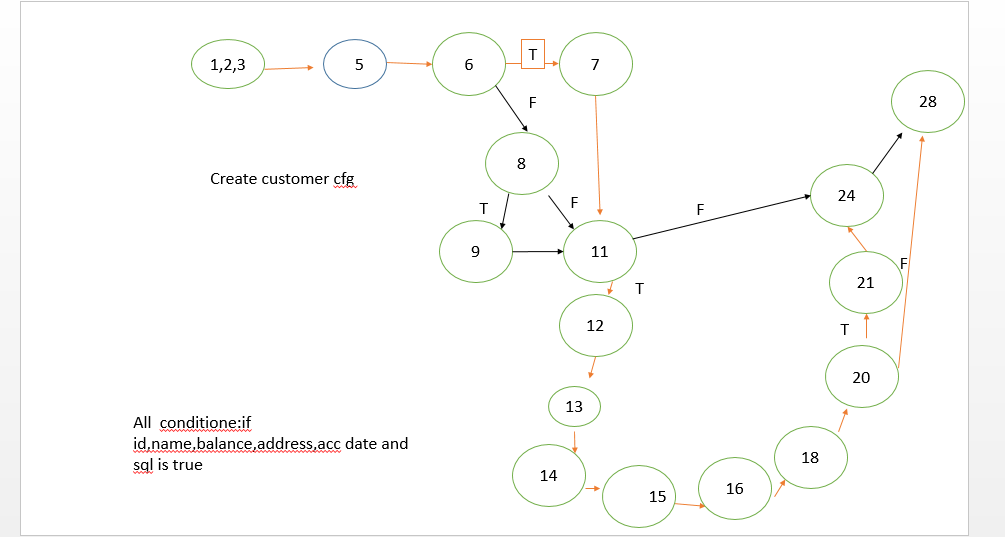 1,2,3
5
6
T
7
28
F
8
Create customer cfg
24
T
F
F
9
11
F
21
T
12
T
20
13
All conditione:if
id,name,balance,address,acc date and
sql is true
18
14
15
16